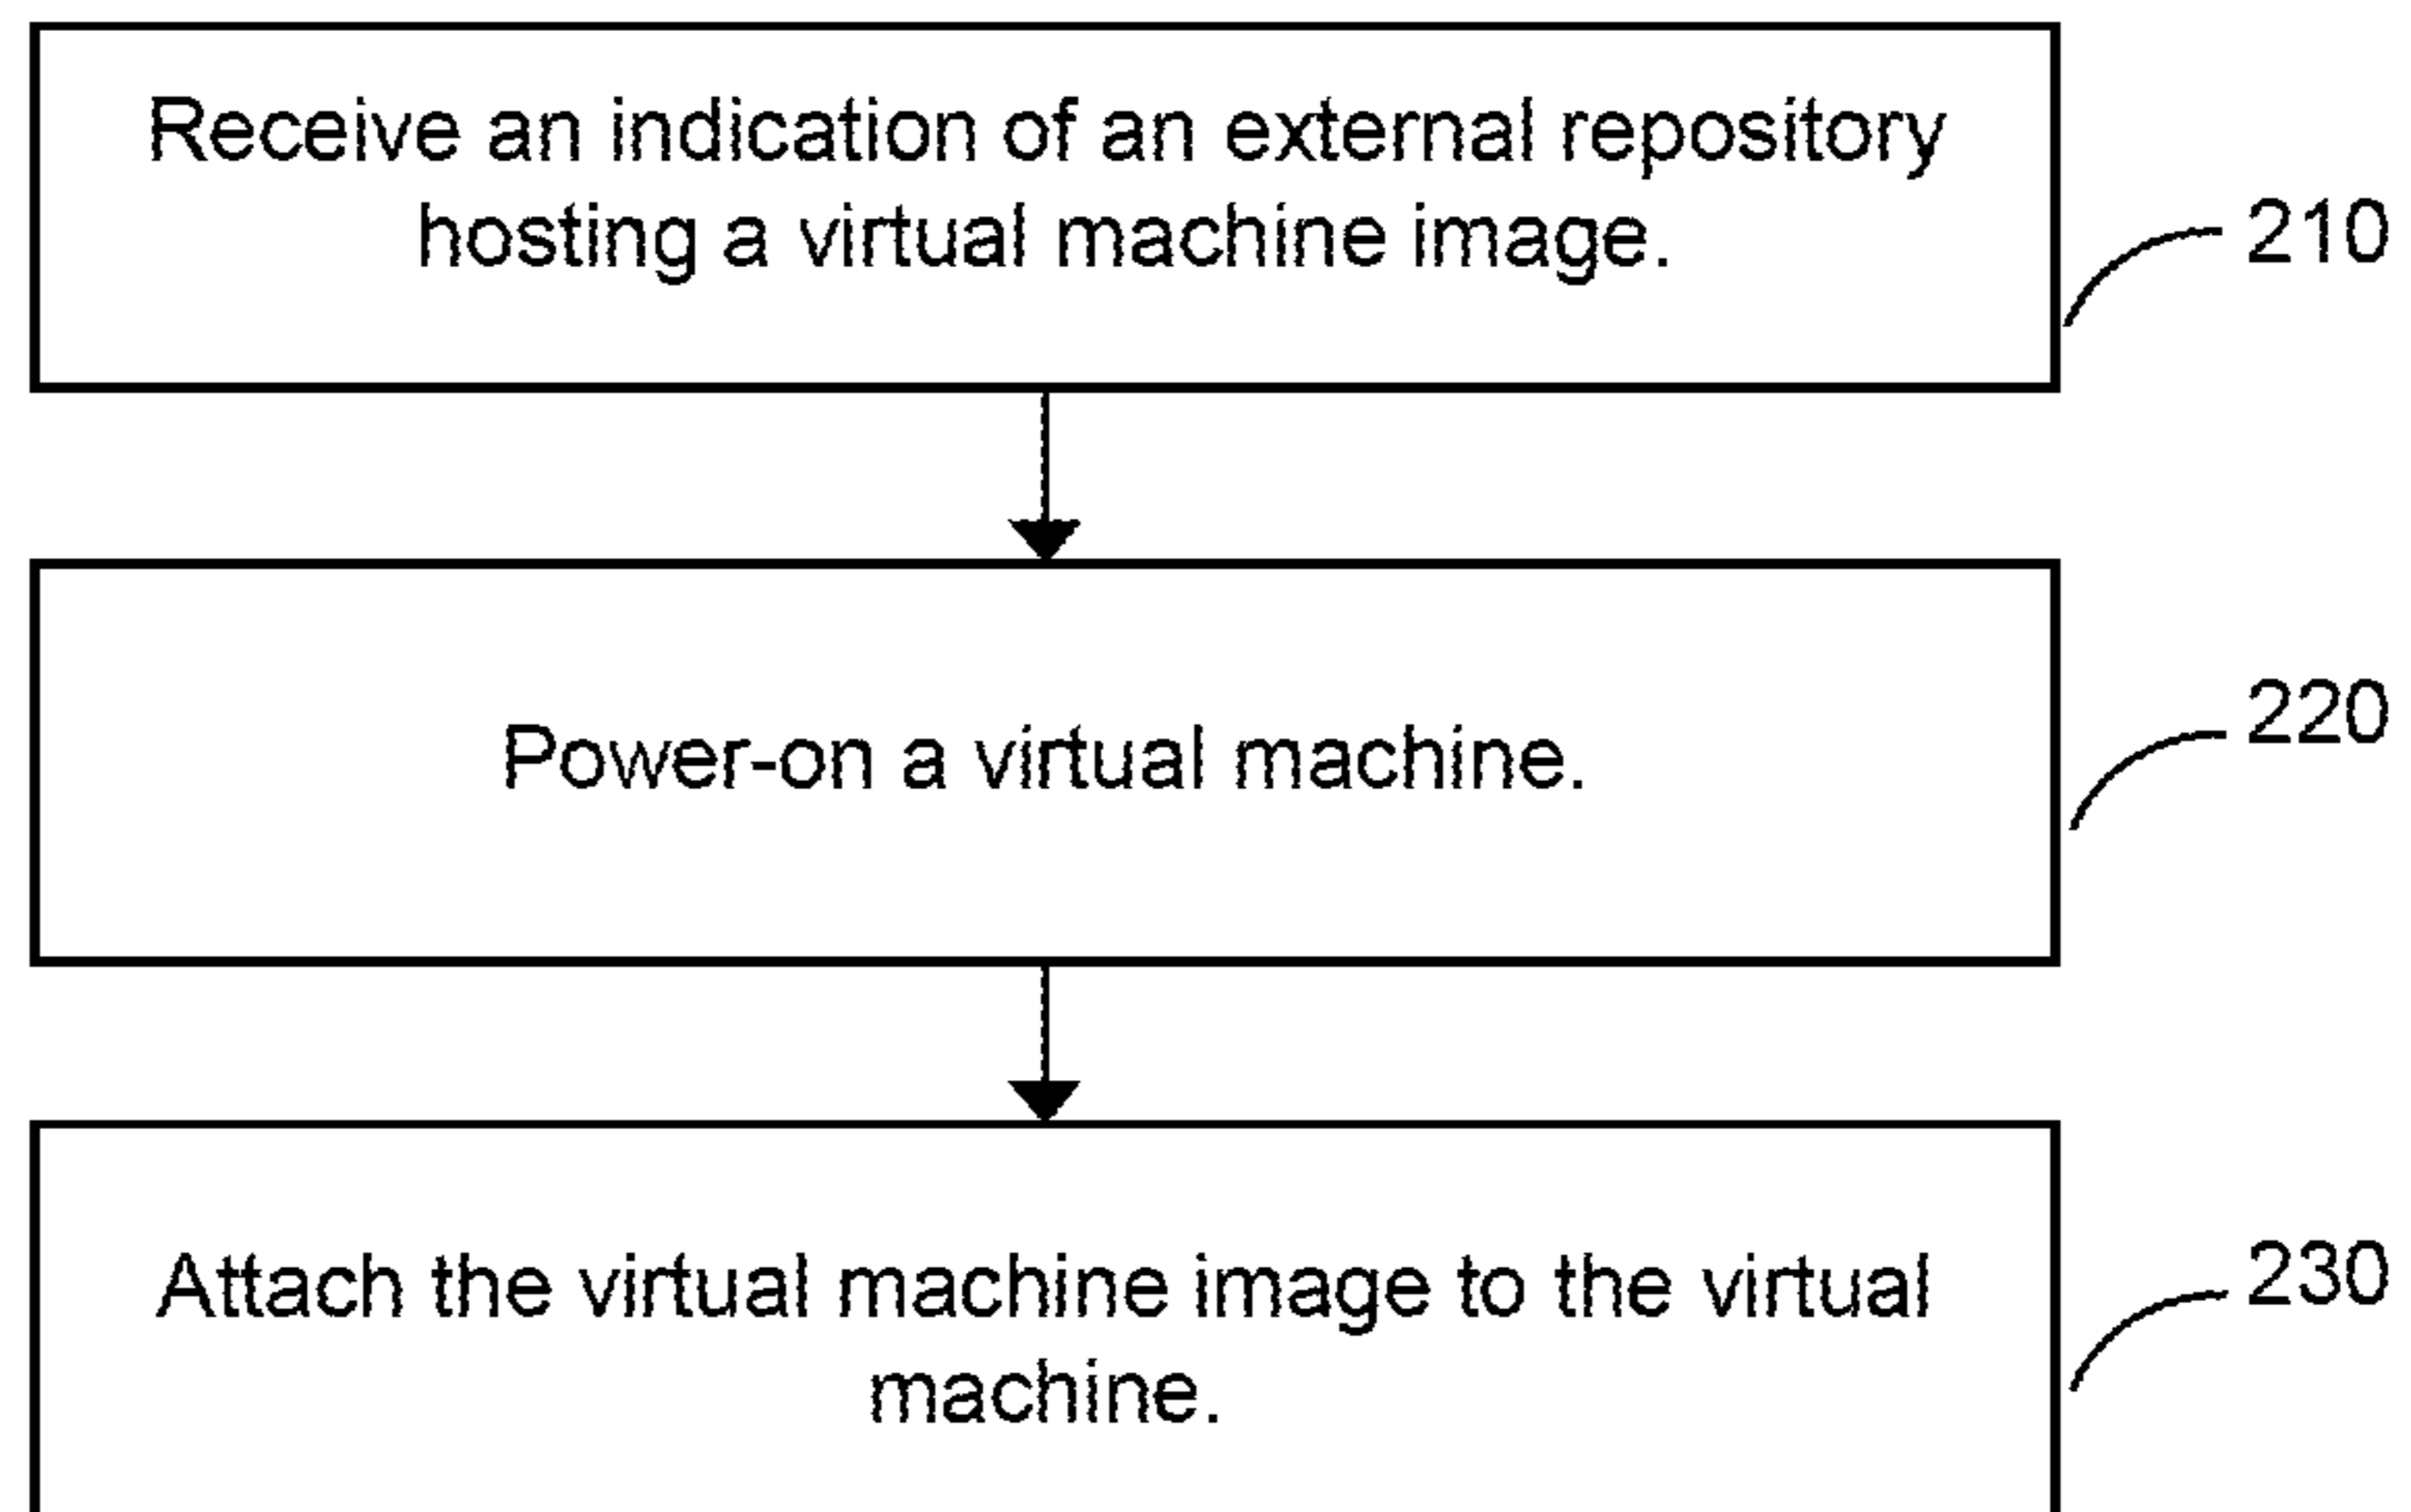 Receive an indication of an external repository
hosting a virtual machine image.
210
Power-on a virtual machine.
220
Attach the virtual machine image to the virtual
machine.
230